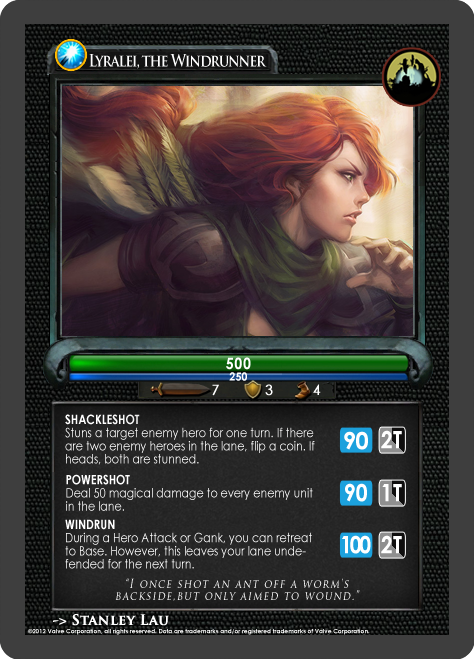 Lyralei, the Windrunner
500
250
7 3 4
SHACKLESHOT
Stuns a target enemy hero for one turn. If there
are two enemy heroes in the lane, flip a coin. If
heads, both are stunned.
90 2T
POWERSHOT
Deal 50 magical damage to every enemy unit
in the lane.
90 1T
WINDRUN
During a Hero Attack or Gank, you can retreat
to Base. However, this leaves your lane unde-
fended for the next turn.
100 2T
"I once shot an ant off a worm's
backside,but only aimed to wound."
-> Stanley Lau
©2012 Valve Corporation, all rights reserved. Dota are trademarks and/or registered trademarks of Valve Corporation.